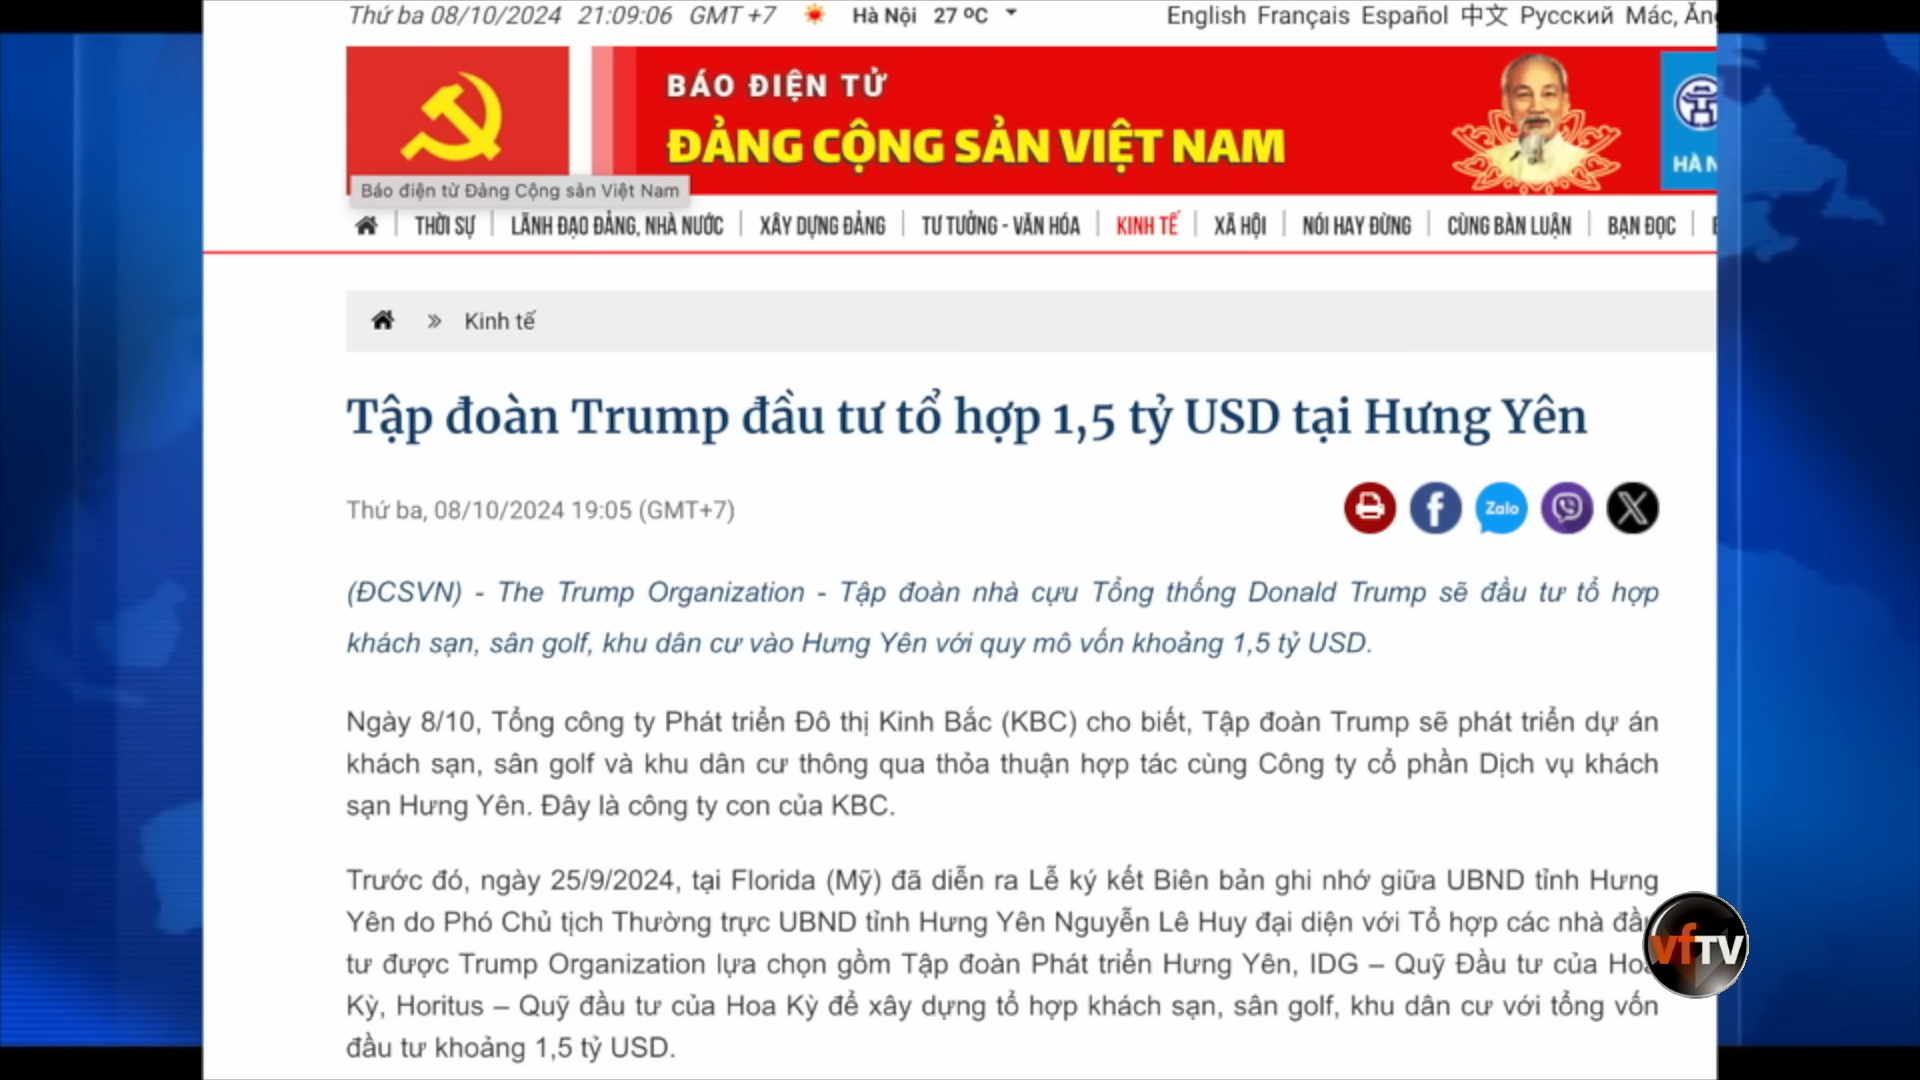 Thứ ba 08/10/2024 21:09:06 GMT +7 Hà Nội 27 ºC English Français Español 中文 Русский Mác, Ăng
BÁO ĐIỆN TỬ
ĐẢNG CỘNG SẢN VIỆT NAM
HÀ N
Báo điện tử Đảng Cộng sản Việt Nam
THỜI SỰ LÃNH ĐẠO ĐẢNG, NHÀ NƯỚC XÂY DỰNG ĐẢNG TƯ TƯỞNG - VĂN HÓA KINH TẾ XÃ HỘI NÓI HAY ĐỪNG CÙNG BÀN LUẬN BẠN ĐỌC
» Kinh tế
Tập đoàn Trump đầu tư tổ hợp 1,5 tỷ USD tại Hưng Yên
Thứ ba, 08/10/2024 19:05 (GMT+7)
Zalo
(ĐCSVN) - The Trump Organization - Tập đoàn nhà cựu Tổng thống Donald Trump sẽ đầu tư tổ hợp
khách sạn, sân golf, khu dân cư vào Hưng Yên với quy mô vốn khoảng 1,5 tỷ USD.
Ngày 8/10, Tổng công ty Phát triển Đô thị Kinh Bắc (KBC) cho biết, Tập đoàn Trump sẽ phát triển dự án
khách sạn, sân golf và khu dân cư thông qua thỏa thuận hợp tác cùng Công ty cổ phần Dịch vụ khách
sạn Hưng Yên. Đây là công ty con của KBC.
Trước đó, ngày 25/9/2024, tại Florida (Mỹ) đã diễn ra Lễ ký kết Biên bản ghi nhớ giữa UBND tỉnh Hưng
Yên do Phó Chủ tịch Thường trực UBND tỉnh Hưng Yên Nguyễn Lê Huy đại diện với Tổ hợp các nhà đầu
tư được Trump Organization lựa chọn gồm Tập đoàn Phát triển Hưng Yên, IDG – Quỹ Đầu tư của Hoa
Kỳ, Horitus – Quỹ đầu tư của Hoa Kỳ để xây dựng tổ hợp khách sạn, sân golf, khu dân cư với tổng vốn
đầu tư khoảng 1,5 tỷ USD.
vfTV